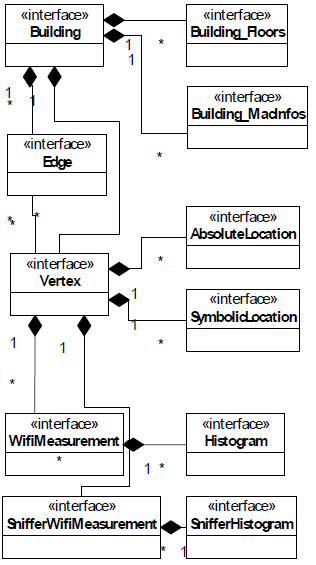 «interface»
Building
«interface»
Building_Floors
1
*
1
«interface»
Building_MacInfos
1
*
1
*
«interface»
Edge
*
*
*
«interface»
AbsoluteLocation
«interface»
Vertex
*
1
«interface»
SymbolicLocation
1
*
1
1
*
«interface»
WifiMeasurement
*
«interface»
Histogram
1
*
«interface»
SnifferWifiMeasurement
«interface»
SnifferHistogram
*
1